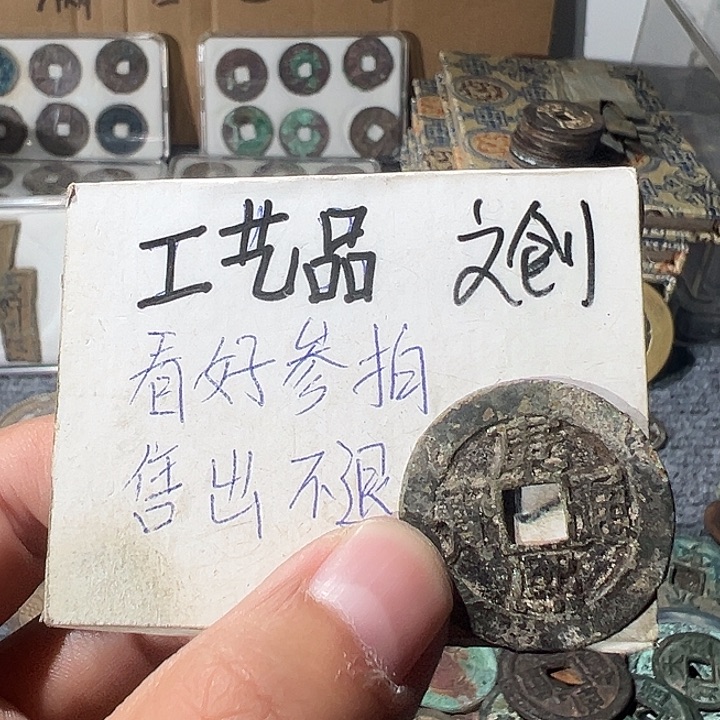 工艺品 文创
看好参拍
售出不退